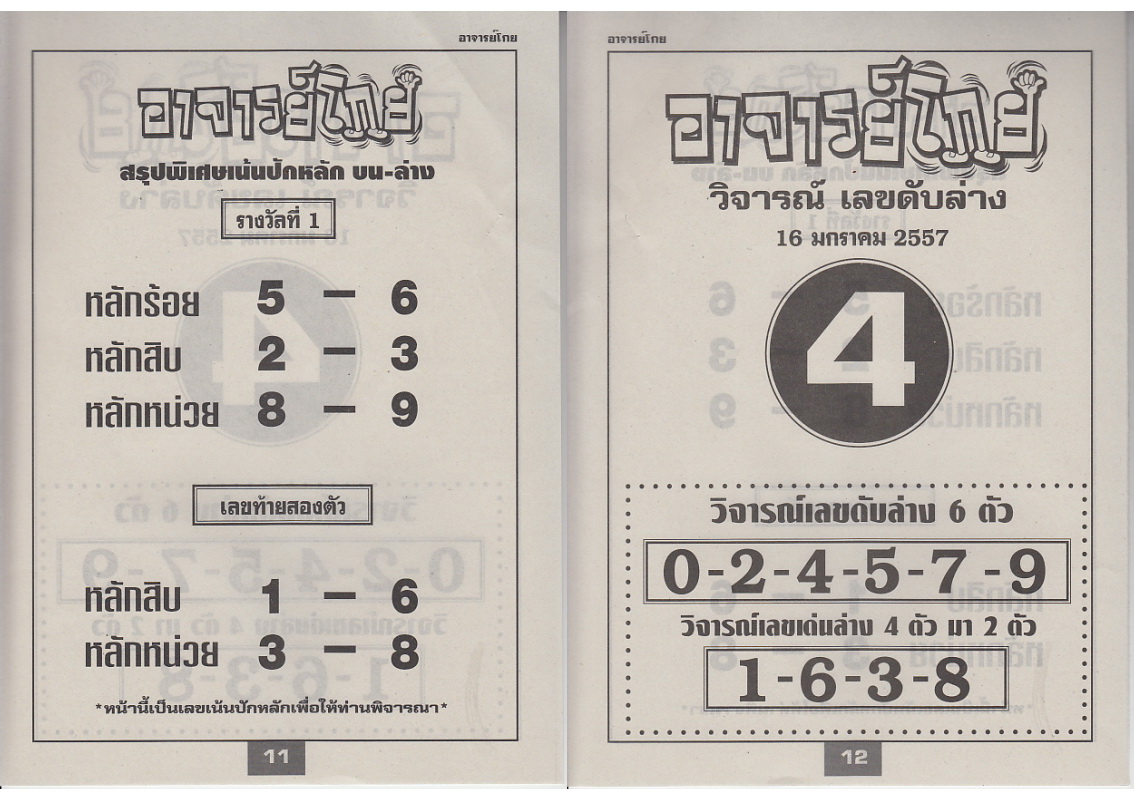 อาจารย์โกย
อาจารย์โกย
สรุปพิเศษเน้นปักหลัก บน-ล่าง
รางวัลที่ 1
หลักร้อย 5 – 6
หลักสิบ 2 – 3
หลักหน่วย 8 – 9
เลขท้ายสองตัว
หลักสิบ 1 – 6
หลักหน่วย 3 – 8
*หน้านี้เป็นเลขเน้นปักหลักเพื่อให้ท่านพิจารณา*
11
อาจารย์โกย
อาจารย์โกย
วิจารณ์ เลขดับล่าง
16 มกราคม 2557
4
วิจารณ์เลขดับล่าง 6 ตัว
0-2-4-5-7-9
วิจารณ์เลขเด่นล่าง 4 ตัว มา 2 ตัว
1-6-3-8
12